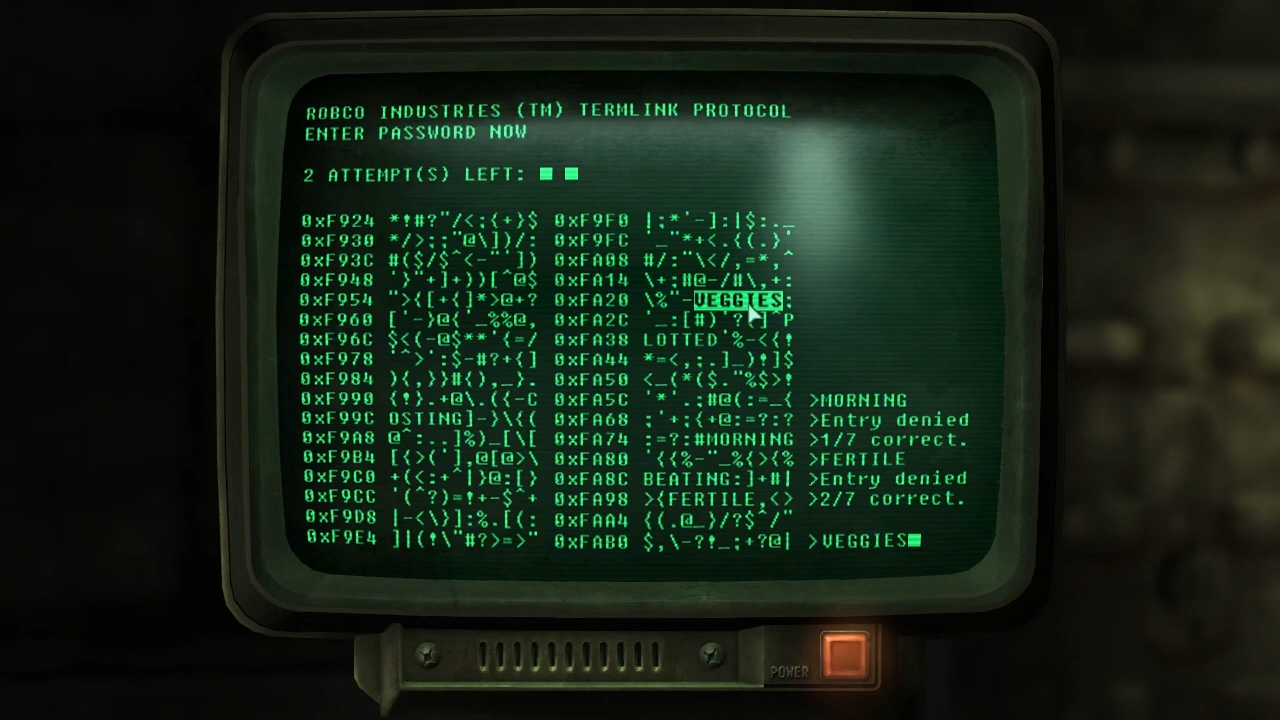 ROBCO INDUSTRIES (TM) TERMLINK PROTOCOL
ENTER PASSWORD NOW
2 ATTEMPT(S) LEFT: ■ ■
0xF924 *!#?"/<;{+}$
0xF930 */>:;"@\])/:
0xF93C #($/$^<-"'])
0xF948 '}"+]+))[^@$
0xF954 ">{[+{]*>@+?
0xF960 ['-}@{'_%%@,
0xF96C $<(-@$**'{=/
0xF978 '^>':$-#?+{]
0xF984 ){,}}#{),_}.
0xF990 {!}.+@\.({-C
0xF99C OSTING]-}\{(
0xF9A8 @^:..]%)_[\[
0xF9B4 [{>('],@[@>\
0xF9C0 +(<:+^|}@:[}
0xF9CC '(^?)=!+-$^+
0xF9D8 |-<\}]:%.[(:
0xF9E4 ]|(!\"#?>=>"
0xF9F0 |;*'-]:|$:._
0xF9FC '_"*+<.{(.}'
0xFA08 #/:"\</,=*,^
0xFA14 \+;#@-/#\,+:
0xFA20 \%"-VEGGIES;
0xFA2C '_:[#)'?{]^P
0xFA38 LOTTED'%-<{!
0xFA44 *=<,;.]_)!]$
0xFA50 <_(*($."%$>!
0xFA5C '*'.;#@(:=_{
0xFA68 ;'+;{+@:=?:?
0xFA74 :=?:#MORNING
0xFA80 '{{%-"_%{>{%
0xFA8C BEATING:]+#|
0xFA98 >{FERTILE,<>
0xFAA4 {(.@_}/?$^/"
0xFAB0 $,\-?!_;+?@|
>MORNING
>Entry denied
>1/7 correct.
>FERTILE
>Entry denied
>2/7 correct.
>VEGGIES■
POWER